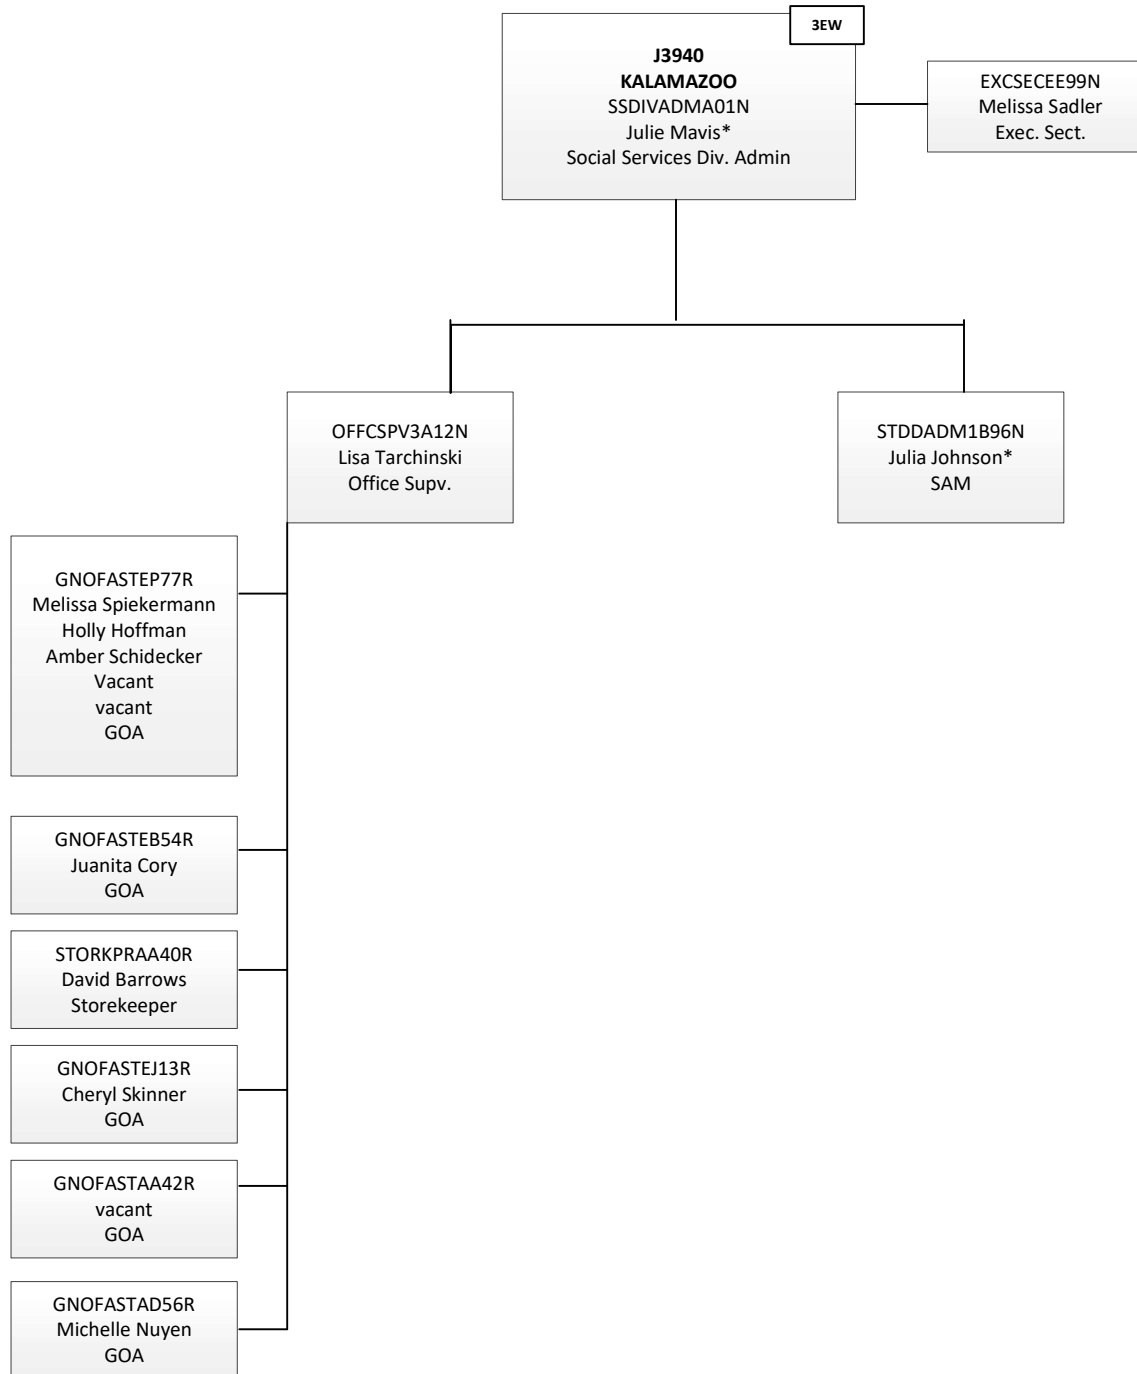 3EW
J3940
KALAMAZOO
SSDIVADMA01N
Julie Mavis*
Social Services Div. Admin
EXCSECEE99N
Melissa Sadler
Exec. Sect.
OFFCSPV3A12N
Lisa Tarchinski
Office Supv.
STDDADM1B96N
Julia Johnson*
SAM
GNOFASTEP77R
Melissa Spiekermann
Holly Hoffman
Amber Schidecker
Vacant
vacant
GOA
GNOFASTEB54R
Juanita Cory
GOA
STORKPRAA40R
David Barrows
Storekeeper
GNOFASTEJ13R
Cheryl Skinner
GOA
GNOFASTAA42R
vacant
GOA
GNOFASTAD56R
Michelle Nuyen
GOA